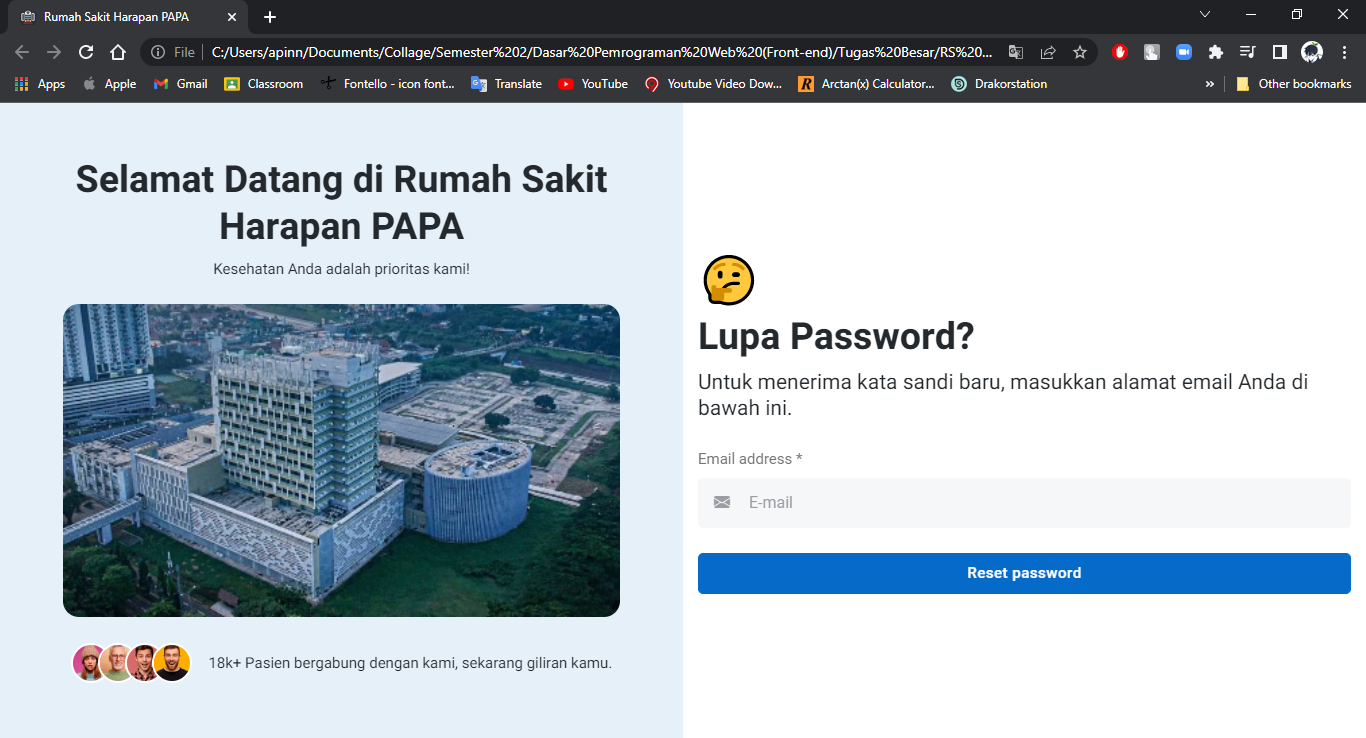 Rumah Sakit Harapan PAPA
File
C:/Users/apinn/Documents/Collage/Semester%202/Dasar%20Pemrograman%20Web%20(Front-end)/Tugas%20Besar/RS%20...
Apps
Apple
Gmail
Classroom
Fontello - icon font...
Translate
YouTube
Youtube Video Dow...
Arctan(x) Calculator...
Drakorstation
»
Other bookmarks
Selamat Datang di Rumah Sakit
Harapan PAPA
Kesehatan Anda adalah prioritas kami!
18k+ Pasien bergabung dengan kami, sekarang giliran kamu.
Lupa Password?
Untuk menerima kata sandi baru, masukkan alamat email Anda di
bawah ini.
Email address *
E-mail
Reset password